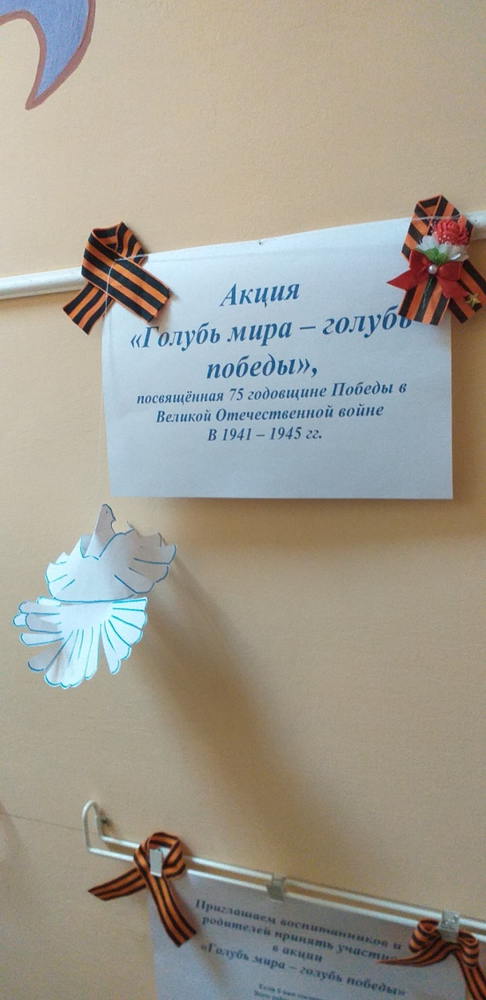 Акция
«Голубь мира – голубь
победы»,
посвящённая 75 годовщине Победы в
Великой Отечественной войне
В 1941 – 1945 гг.
Приглашаем воспитанников и
родителей принять участие
в акции
«Голубь мира – голубь победы»